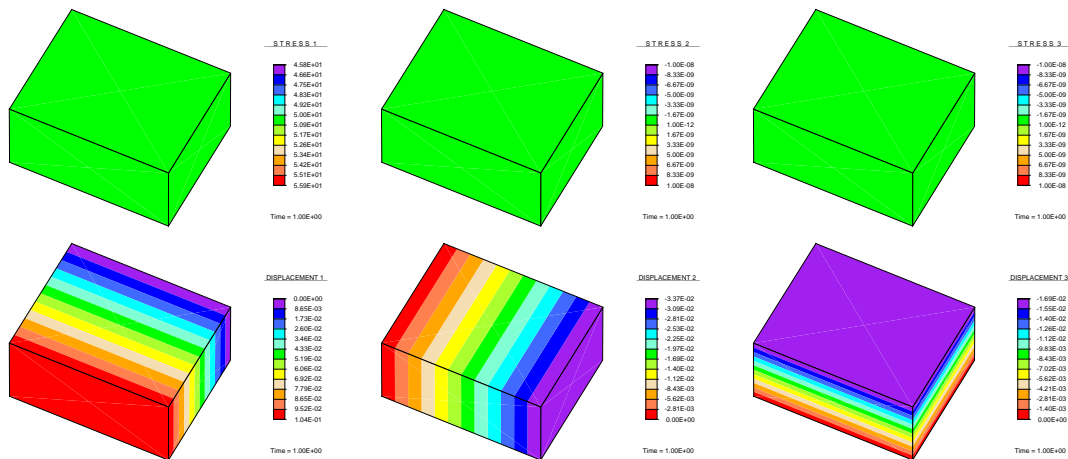 STRESS 1
4.58E+01
4.66E+01
4.75E+01
4.83E+01
4.92E+01
5.00E+01
5.09E+01
5.17E+01
5.26E+01
5.34E+01
5.42E+01
5.51E+01
5.59E+01
Time = 1.00E+00
STRESS 2
-1.00E-08
-8.33E-09
-6.67E-09
-5.00E-09
-3.33E-09
-1.67E-09
1.00E-12
1.67E-09
3.33E-09
5.00E-09
6.67E-09
8.33E-09
1.00E-08
Time = 1.00E+00
STRESS 3
-1.00E-08
-8.33E-09
-6.67E-09
-5.00E-09
-3.33E-09
-1.67E-09
1.00E-12
1.67E-09
3.33E-09
5.00E-09
6.67E-09
8.33E-09
1.00E-08
Time = 1.00E+00
DISPLACEMENT 1
0.00E+00
8.65E-03
1.73E-02
2.60E-02
3.46E-02
4.33E-02
5.19E-02
6.06E-02
6.92E-02
7.79E-02
8.65E-02
9.52E-02
1.04E-01
Time = 1.00E+00
DISPLACEMENT 2
-3.37E-02
-3.09E-02
-2.81E-02
-2.53E-02
-2.25E-02
-1.97E-02
-1.69E-02
-1.40E-02
-1.12E-02
-8.43E-03
-5.62E-03
-2.81E-03
0.00E+00
Time = 1.00E+00
DISPLACEMENT 3
-1.69E-02
-1.55E-02
-1.40E-02
-1.26E-02
-1.12E-02
-9.83E-03
-8.43E-03
-7.02E-03
-5.62E-03
-4.21E-03
-2.81E-03
-1.40E-03
0.00E+00
Time = 1.00E+00